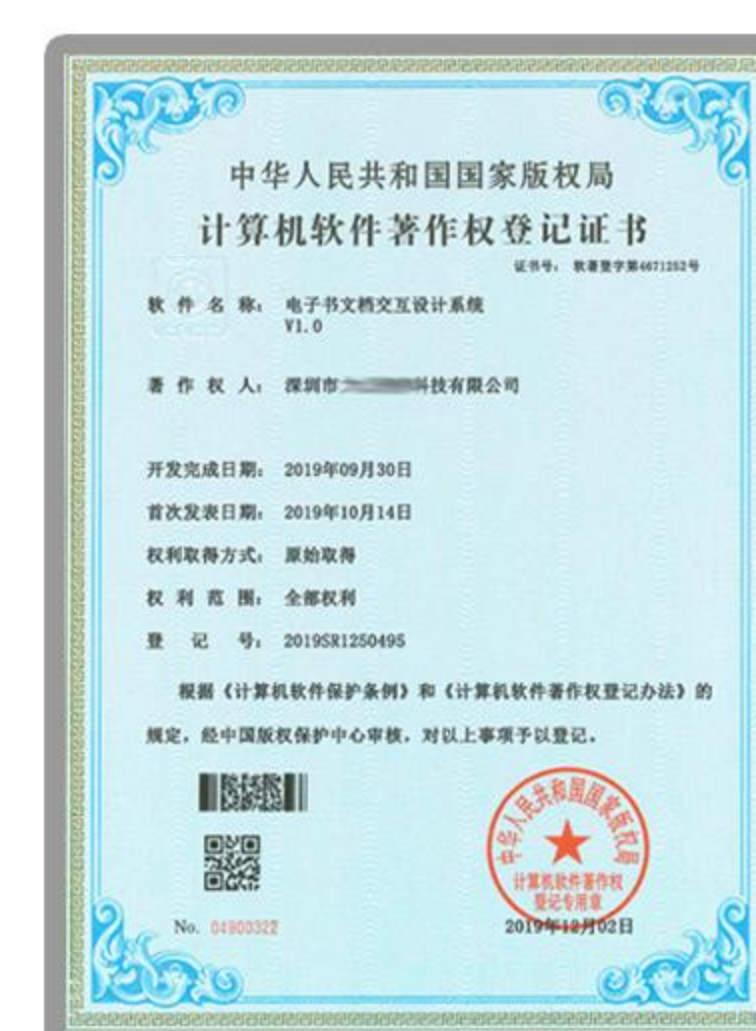 中华人民共和国国家版权局
计算机软件著作权登记证书
证书号： 软著登字第4671252号
软件名称： 电子书文档交互设计系统
V1.0
著作权人： 深圳市 科技有限公司
开发完成日期： 2019年09月30日
首次发表日期： 2019年10月14日
权利取得方式： 原始取得
权利范围： 全部权利
登记号： 2019SR1250495
根据《计算机软件保护条例》和《计算机软件著作权登记办法》的
规定，经中国版权保护中心审核，对以上事项予以登记。
中华人民共和国国家版权局
计算机软件著作权
登记专用章
No. 04900322
2019年12月02日